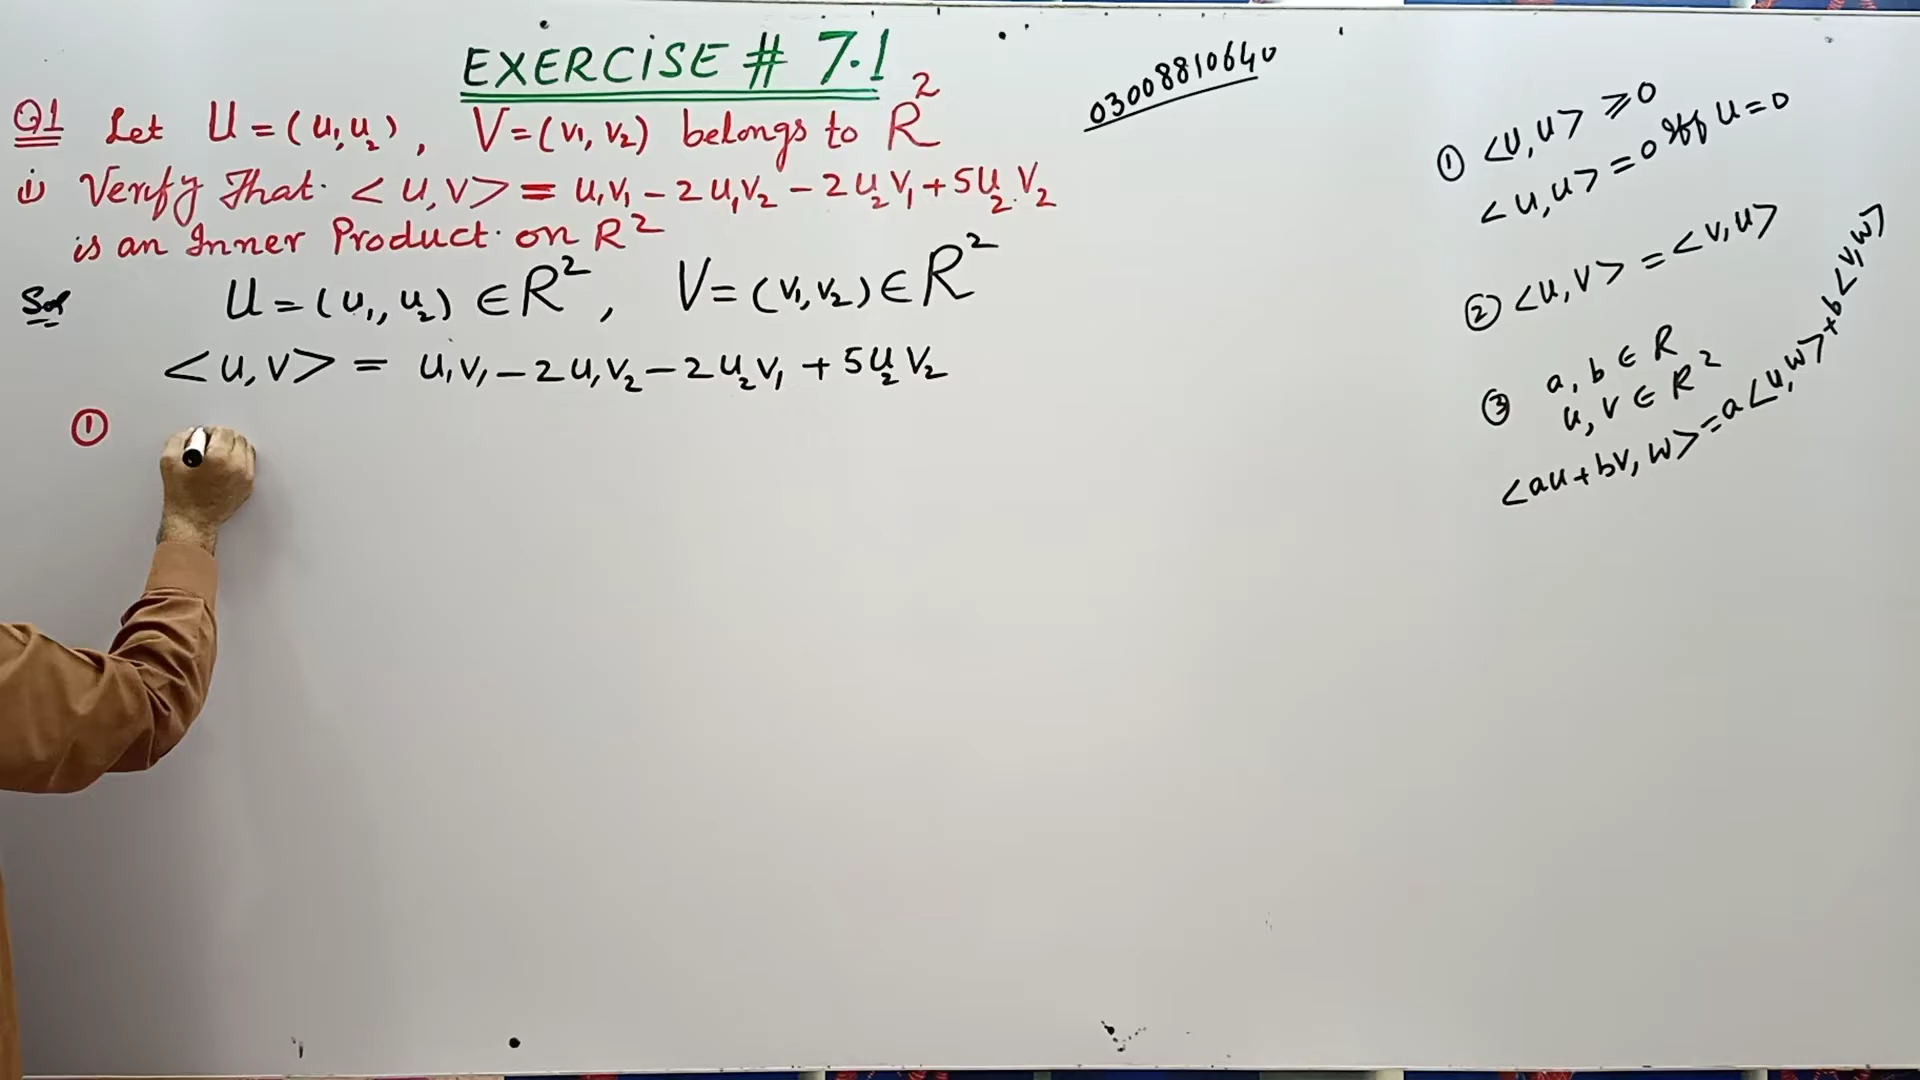 EXERCISE # 7.1
03008810640
Q1 Let U = (u₁, u₂), V = (v₁, v₂) belongs to R²
i) Verify That. <u, v> = u₁v₁ - 2u₁v₂ - 2u₂v₁ + 5u₂.v₂
is an Inner Product. on R²
Sol U = (u₁, u₂) ∈ R², V = (v₁, v₂) ∈ R²
<u, v> = u₁v₁ - 2u₁v₂ - 2u₂v₁ + 5u₂v₂
①
① <u, u> ≥ 0
<u, u> = 0 iff u = 0
② <u, v> = <v, u>
③ a, b ∈ R
u, v ∈ R²
<au + bv, w> = a<u, w> + b<v, w>